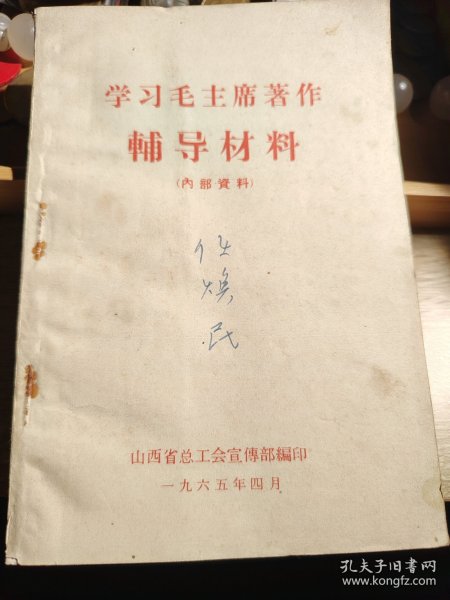 学习毛主席著作
輔导材料
(內部資料)
任
焕
民
山西省总工会宣傳部編印
一九六五年四月
孔夫子旧书网
www.kongfz.com